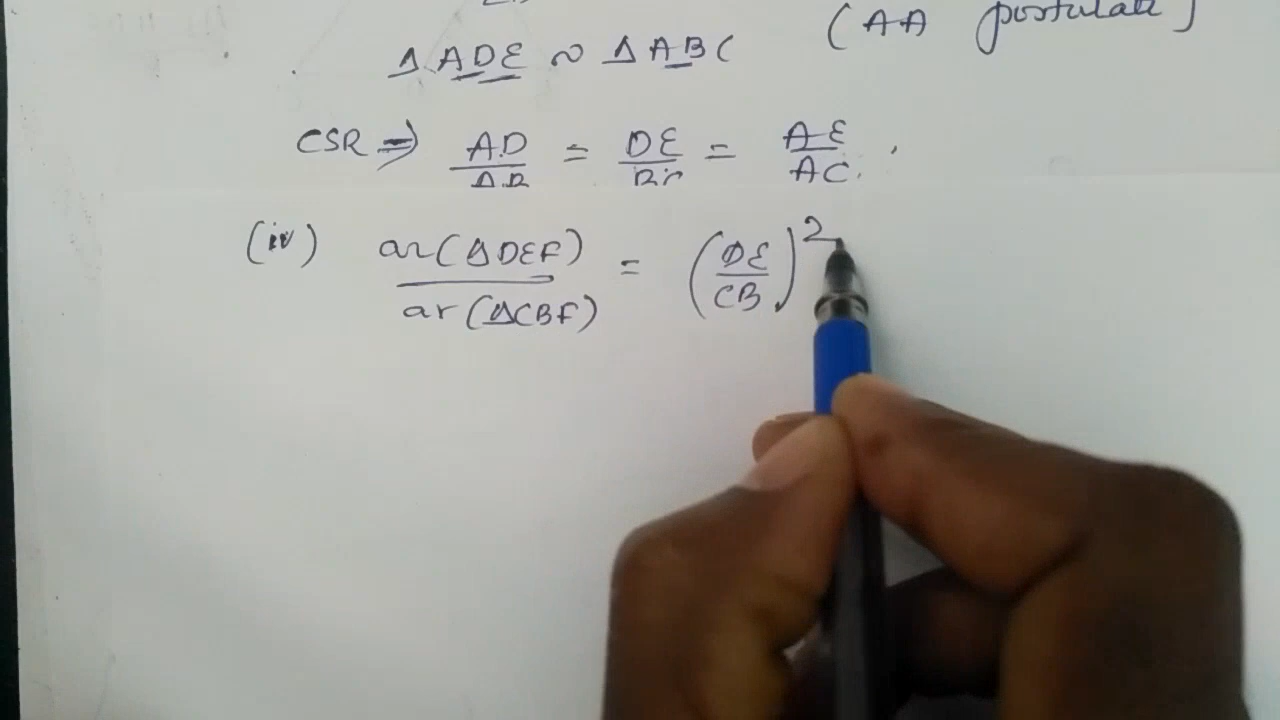 ΔADE ~ ΔABC (AA postulate)
CSR ⇒ AD/AB = DE/BC = AE/AC.
(iv) ar(ΔDEF)/ar(ΔCBF) = (DE/CB)²